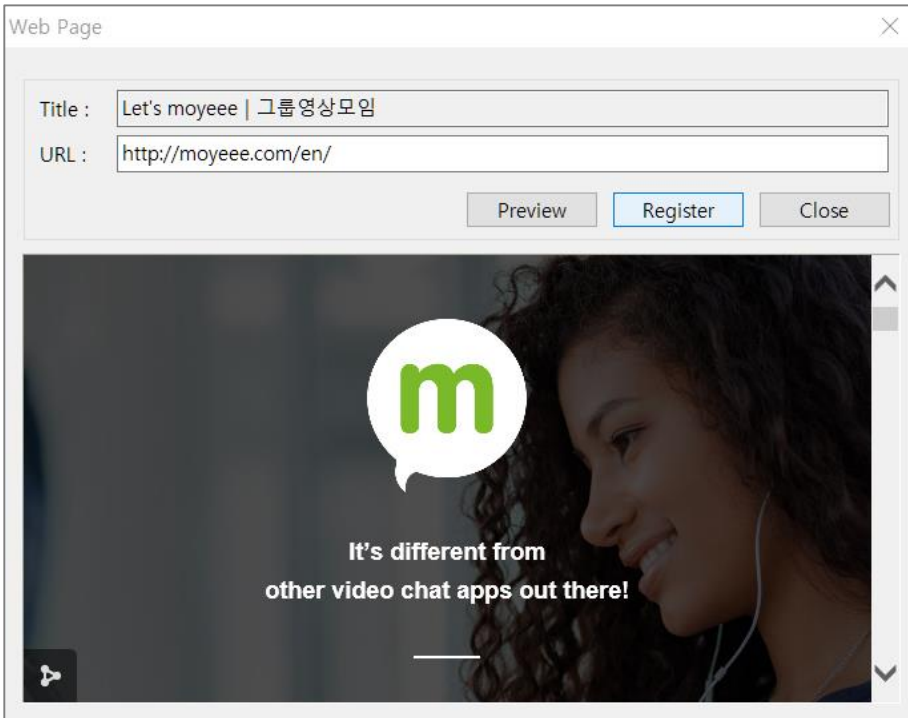 Web Page
Title : Let's moyeee | 그룹영상모임
URL : http://moyeee.com/en/
Preview Register Close
m
It's different from
other video chat apps out there!